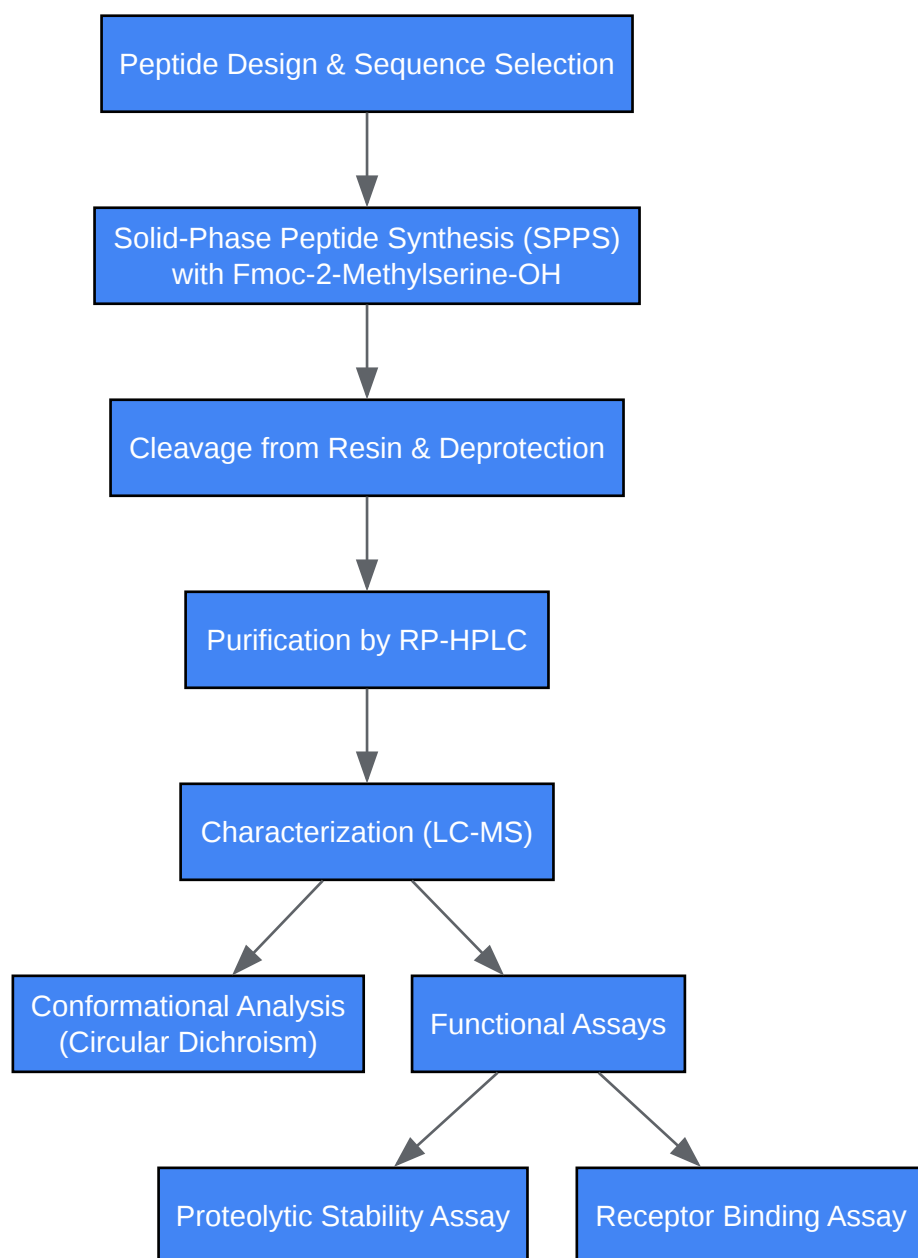 Peptide Design & Sequence Selection
Solid-Phase Peptide Synthesis (SPPS)
with Fmoc-2-Methylserine-OH
Cleavage from Resin & Deprotection
Purification by RP-HPLC
Characterization (LC-MS)
Conformational Analysis
(Circular Dichroism)
Functional Assays
Proteolytic Stability Assay
Receptor Binding Assay